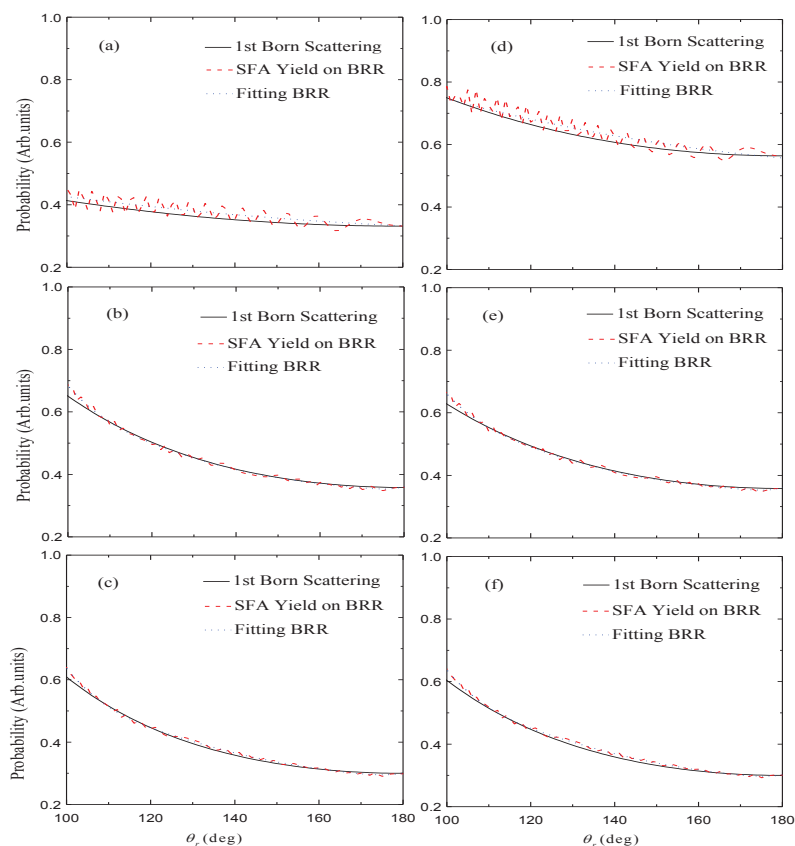 (a)
1st Born Scattering
SFA Yield on BRR
Fitting BRR
Probability (Arb.units)
1.0
0.8
0.6
0.4
0.2
(d)
1st Born Scattering
SFA Yield on BRR
Fitting BRR
1.0
0.8
0.6
0.4
0.2
(b)
1st Born Scattering
SFA Yield on BRR
Fitting BRR
Probability (Arb.units)
1.0
0.8
0.6
0.4
0.2
(e)
1st Born Scattering
SFA Yield on BRR
Fitting BRR
1.0
0.8
0.6
0.4
0.2
(c)
1st Born Scattering
SFA Yield on BRR
Fitting BRR
Probability (Arb.units)
1.0
0.8
0.6
0.4
0.2
100 120 140 160 180
θr (deg)
(f)
1st Born Scattering
SFA Yield on BRR
Fitting BRR
1.0
0.8
0.6
0.4
0.2
100 120 140 160 180
θr (deg)